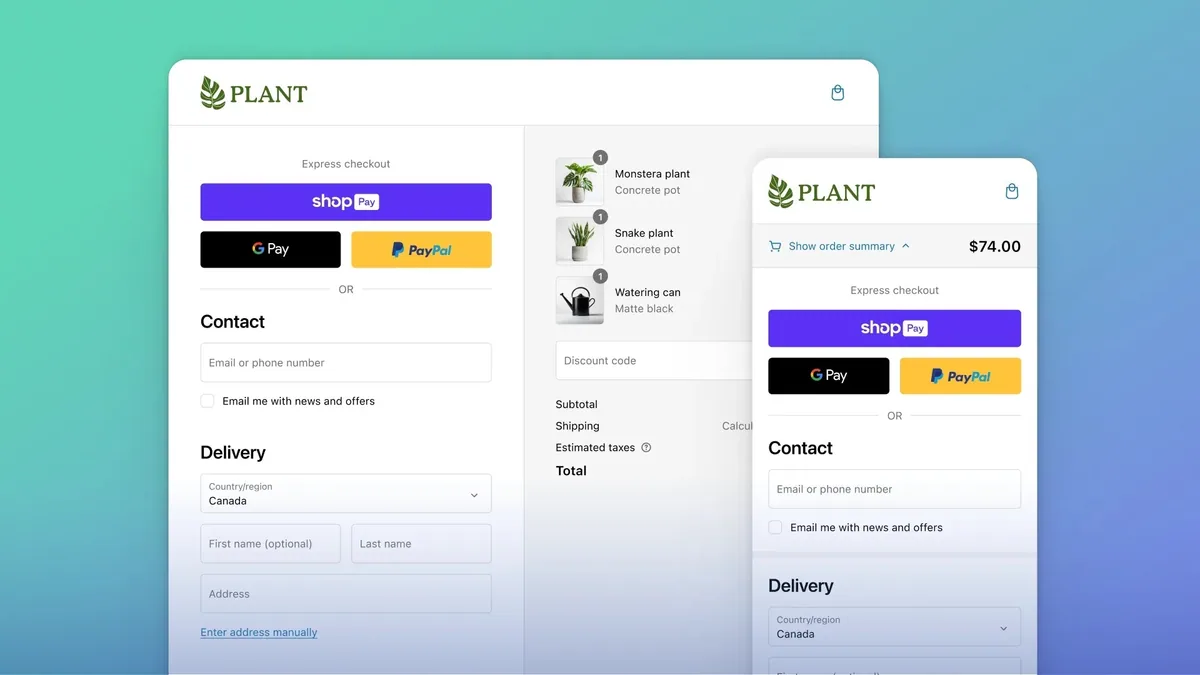 PLANT
Express checkout
shop Pay
G Pay
PayPal
OR
Contact
Email or phone number
Email me with news and offers
Delivery
Country/region
Canada
First name (optional)
Last name
Address
Enter address manually
1
Monstera plant
Concrete pot
1
Snake plant
Concrete pot
1
Watering can
Matte black
Discount code
Subtotal
Shipping
Calcul
Estimated taxes ?
Total
PLANT
Show order summary
$74.00
Express checkout
shop Pay
G Pay
PayPal
OR
Contact
Email or phone number
Email me with news and offers
Delivery
Country/region
Canada